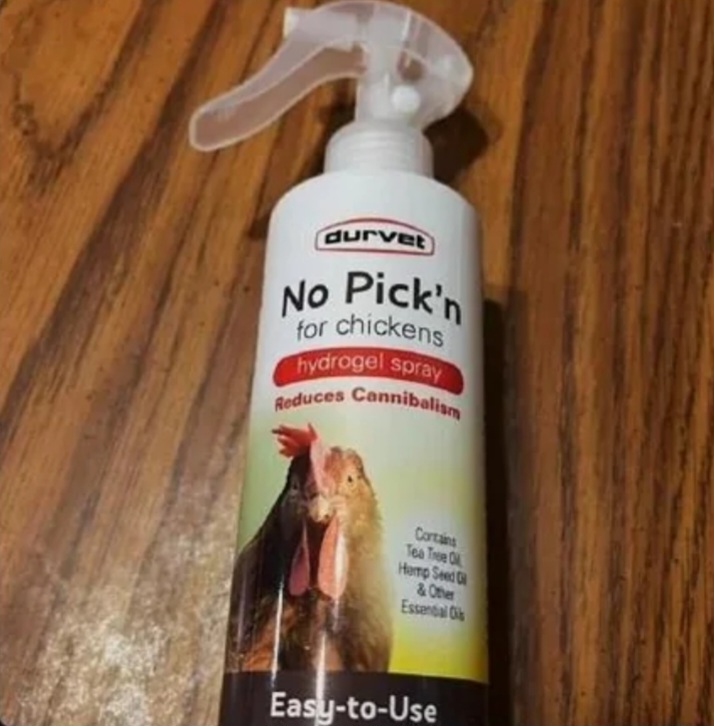 durvet
No Pick'n
for chickens
hydrogel spray
Reduces Cannibalism
Contains
Tea Tree Oil,
Hemp Seed Oil
& Other
Essential Oils
Easy-to-Use